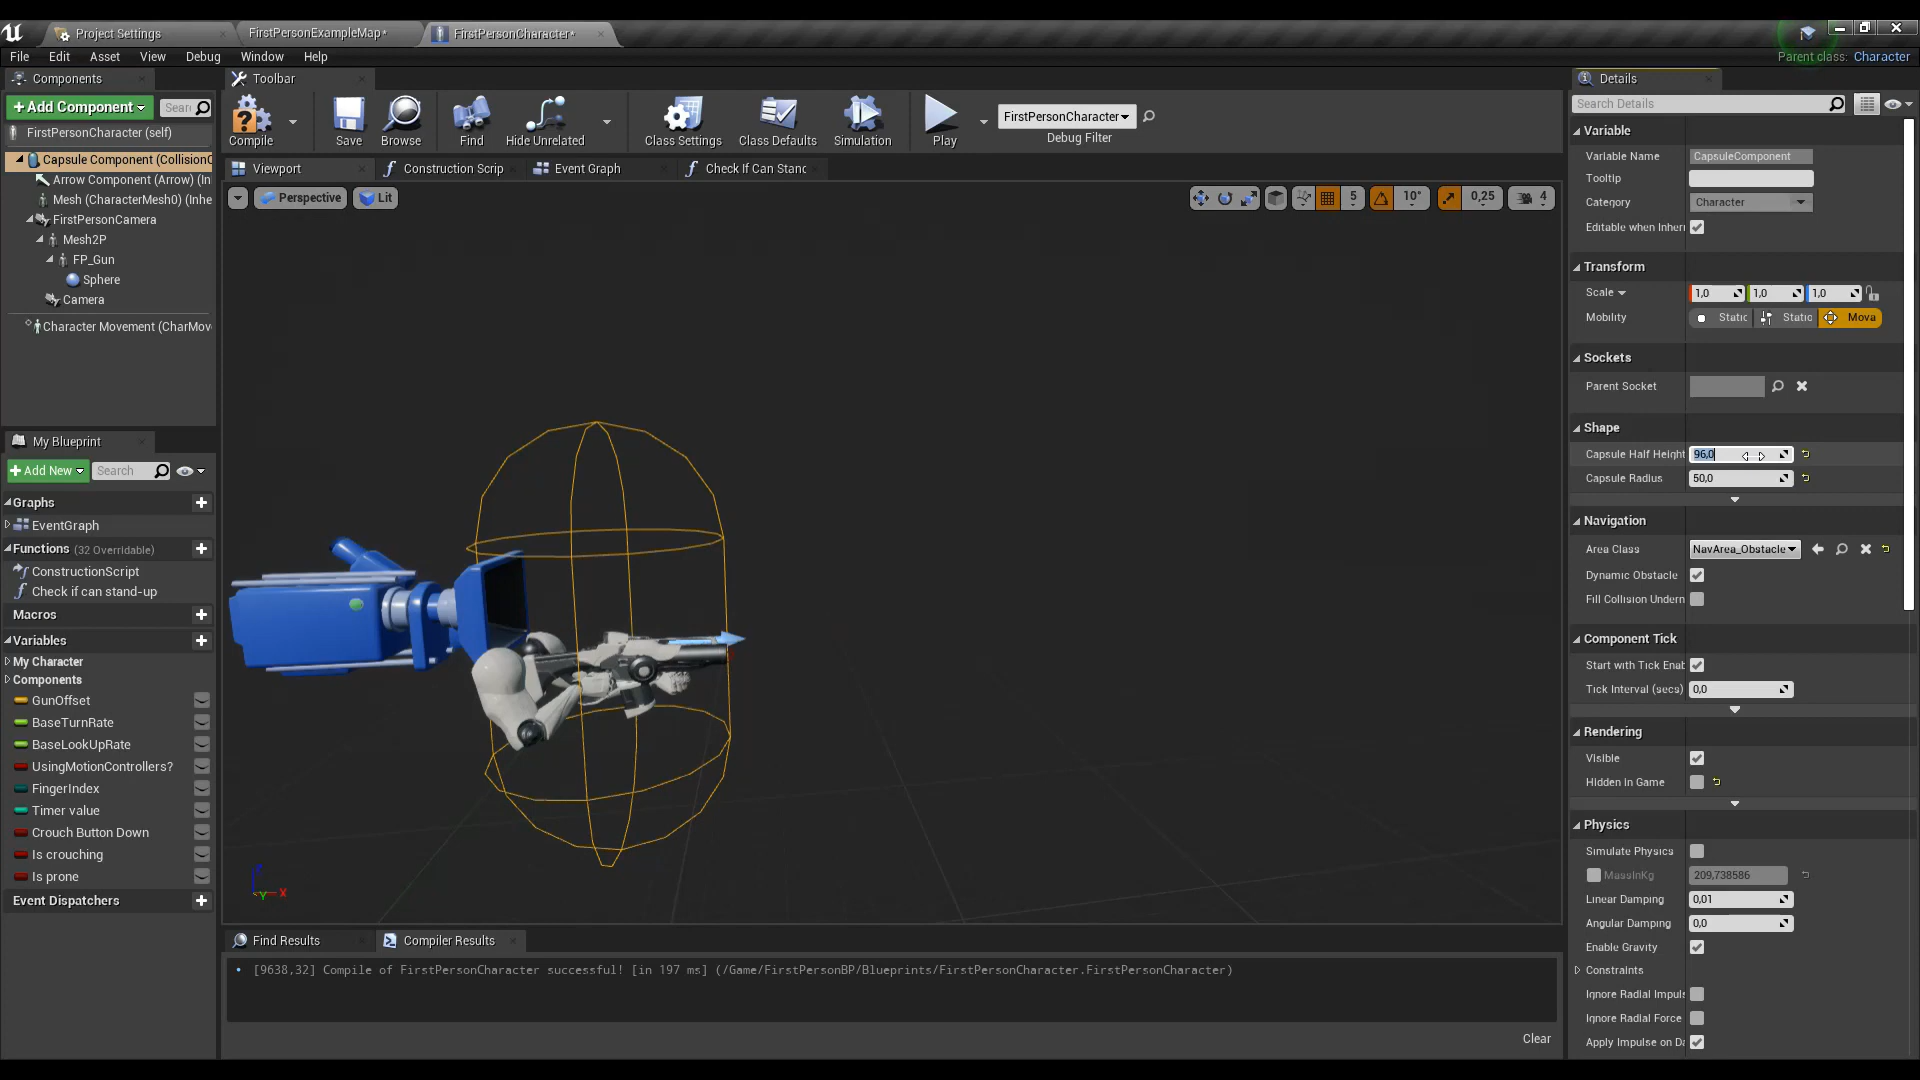 Project Settings
FirstPersonExampleMap*
FirstPersonCharacter*
File Edit Asset View Debug Window Help
Parent class: Character
Components
Toolbar
Details
+Add Component
Sear
FirstPersonCharacter (self)
Capsule Component (CollisionC
Arrow Component (Arrow) (In
Mesh (CharacterMesh0) (Inhe
FirstPersonCamera
Mesh2P
FP_Gun
Sphere
Camera
Character Movement (CharMov
Compile
Save
Browse
Find
Hide Unrelated
Class Settings
Class Defaults
Simulation
Play
FirstPersonCharacter
Debug Filter
Viewport
Construction Scrip
Event Graph
Check If Can Stanc
Perspective
Lit
5
10°
0,25
4
My Blueprint
+Add New
Search
Graphs
EventGraph
Functions (32 Overridable)
ConstructionScript
Check if can stand-up
Macros
Variables
My Character
Components
GunOffset
BaseTurnRate
BaseLookUpRate
UsingMotionControllers?
FingerIndex
Timer value
Crouch Button Down
Is crouching
Is prone
Event Dispatchers
X
Y
Z
Find Results
Compiler Results
[9638,32] Compile of FirstPersonCharacter successful! [in 197 ms] (/Game/FirstPersonBP/Blueprints/FirstPersonCharacter.FirstPersonCharacter)
Clear
Search Details
Variable
Variable Name CapsuleComponent
Tooltip
Category Character
Editable when Inheri
Transform
Scale 1,0 1,0 1,0
Mobility Static Static Mova
Sockets
Parent Socket
Shape
Capsule Half Height 96,0
Capsule Radius 50,0
Navigation
Area Class NavArea_Obstacle
Dynamic Obstacle
Fill Collision Undern
Component Tick
Start with Tick Enab
Tick Interval (secs) 0,0
Rendering
Visible
Hidden in Game
Physics
Simulate Physics
MassInKg 209,738586
Linear Damping 0,01
Angular Damping 0,0
Enable Gravity
Constraints
Ignore Radial Impuls
Ignore Radial Force
Apply Impulse on Da